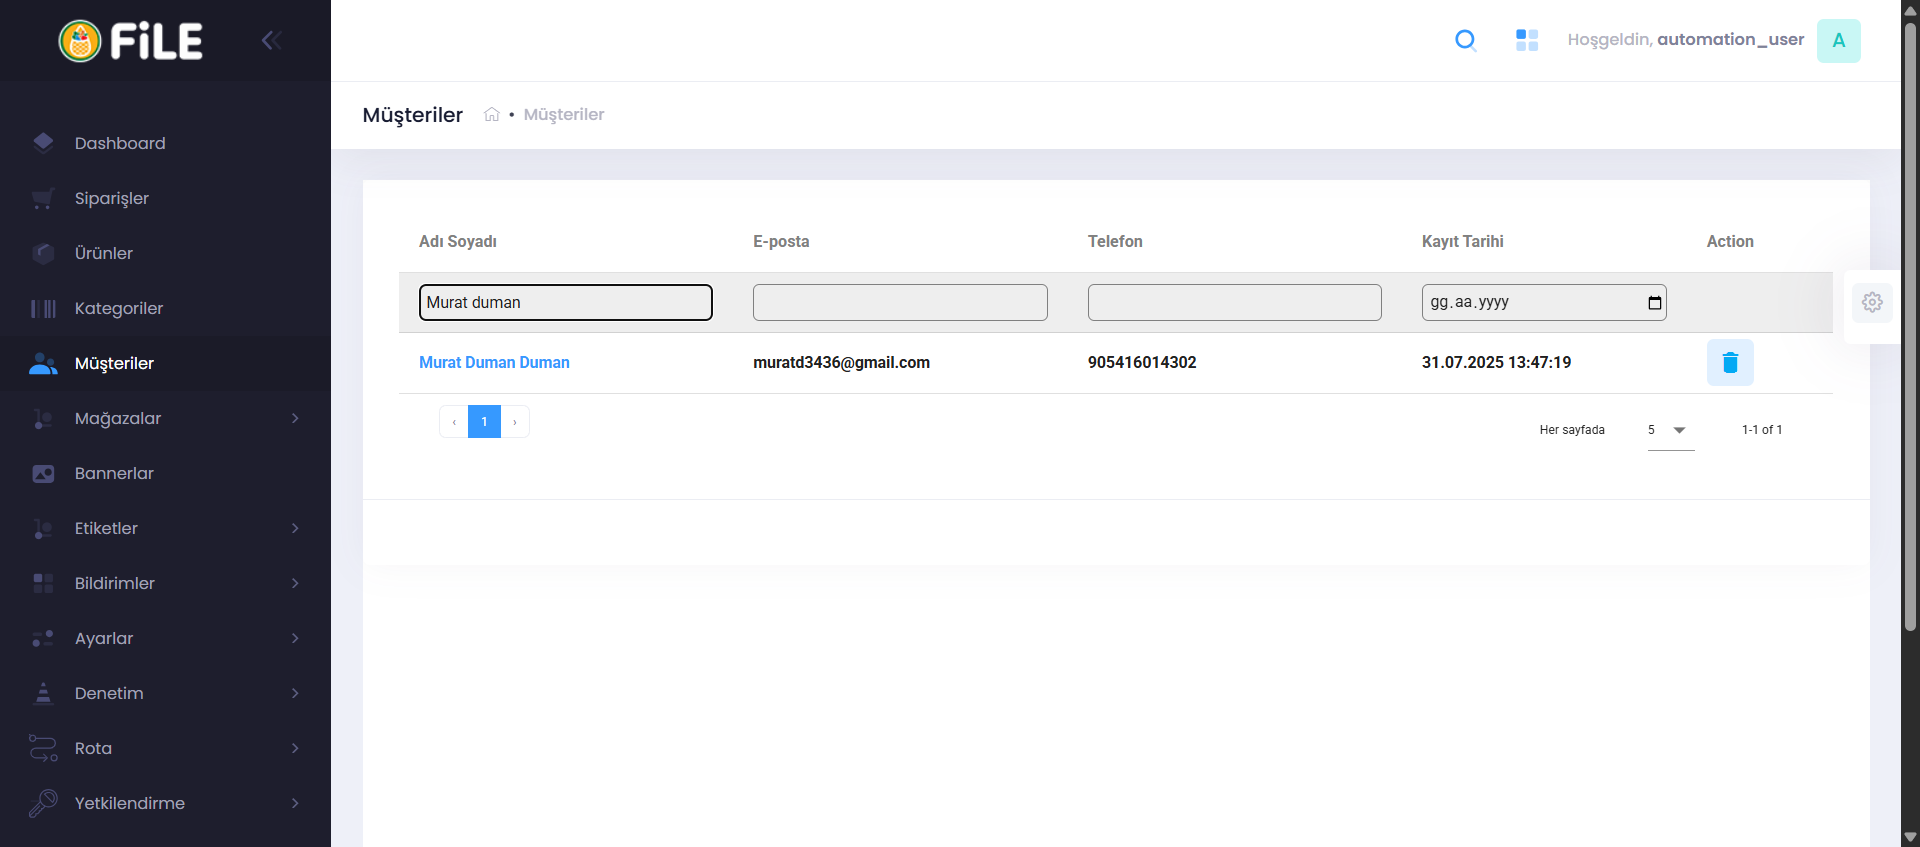 FiLE
Hoşgeldin, automation_user
A
Müşteriler
• Müşteriler
Dashboard
Siparişler
Ürünler
Kategoriler
Müşteriler
Mağazalar
Bannerlar
Etiketler
Bildirimler
Ayarlar
Denetim
Rota
Yetkilendirme
Adı Soyadı E-posta Telefon Kayıt Tarihi Action
Murat duman gg.aa.yyyy
Murat Duman Duman muratd3436@gmail.com 905416014302 31.07.2025 13:47:19
‹ 1 ›
Her sayfada 5 1-1 of 1